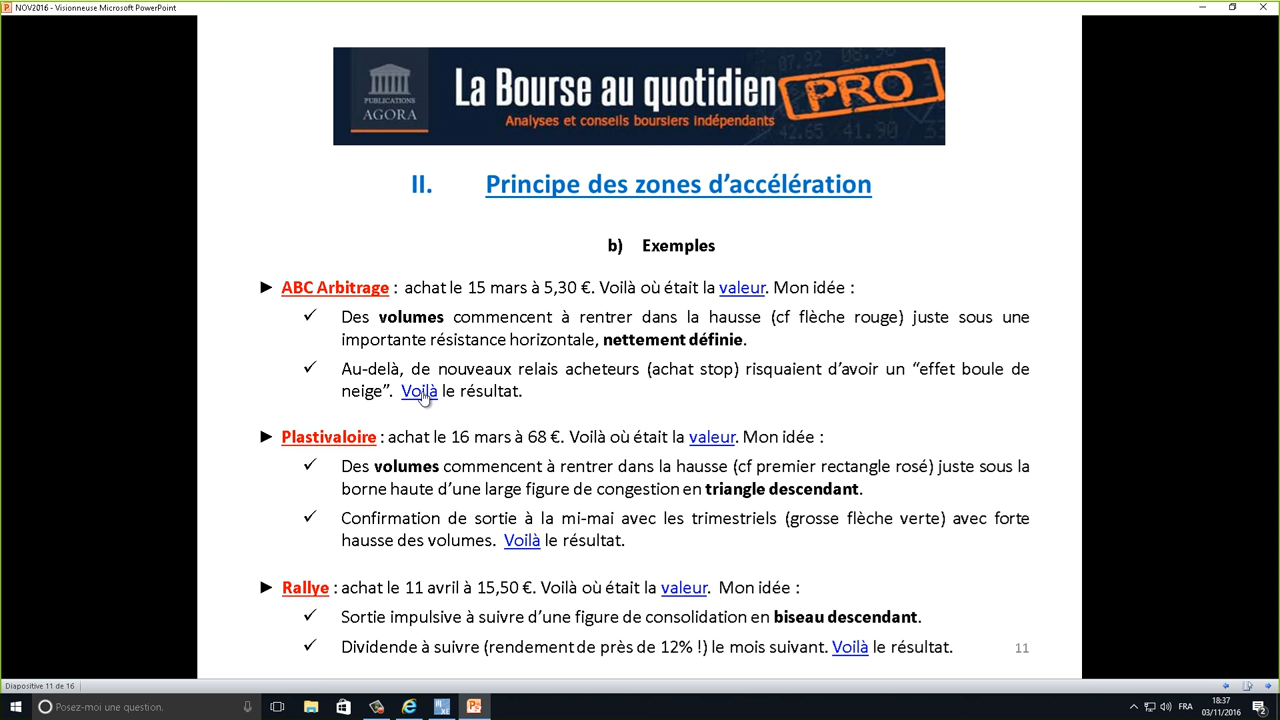 NOV2016 - Visionneuse Microsoft PowerPoint
PUBLICATIONS
AGORA
La Bourse au quotidien
PRO
Analyses et conseils boursiers indépendants
II. Principe des zones d’accélération
b) Exemples
► ABC Arbitrage : achat le 15 mars à 5,30 €. Voilà où était la valeur. Mon idée :
✓ Des volumes commencent à rentrer dans la hausse (cf flèche rouge) juste sous une
importante résistance horizontale, nettement définie.
✓ Au-delà, de nouveaux relais acheteurs (achat stop) risquaient d’avoir un “effet boule de
neige”. Voilà le résultat.
► Plastivaloire : achat le 16 mars à 68 €. Voilà où était la valeur. Mon idée :
✓ Des volumes commencent à rentrer dans la hausse (cf premier rectangle rosé) juste sous la
borne haute d’une large figure de congestion en triangle descendant.
✓ Confirmation de sortie à la mi-mai avec les trimestriels (grosse flèche verte) avec forte
hausse des volumes. Voilà le résultat.
► Rallye : achat le 11 avril à 15,50 €. Voilà où était la valeur. Mon idée :
✓ Sortie impulsive à suivre d’une figure de consolidation en biseau descendant.
✓ Dividende à suivre (rendement de près de 12% !) le mois suivant. Voilà le résultat.
11
Diapositive 11 de 16
Posez-moi une question.
FRA
18:37
03/11/2016
2